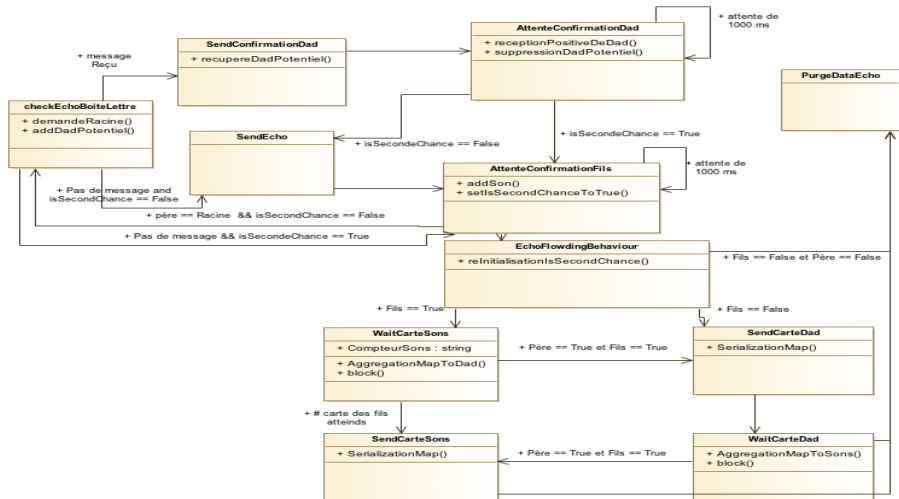 + attente de
1000 ms
+ message
Reçu
SendConfirmationDad
+ recupereDadPotentiel()
AttenteConfirmationDad
+ receptionPositiveDeDad()
+ suppressionDadPotentiel()
PurgeDataEcho
checkEchoBoiteLettre
+ demandeRacine()
+ addDadPotentiel()
SendEcho
+ isSecondeChance == False
+ isSecondeChance == True
AttenteConfirmationFils
+ addSon()
+ setIsSecondChanceToTrue()
+ attente de
1000 ms
+ Pas de message and
isSecondChance == False
+ père == Racine && isSecondChance == False
+ Pas de message && isSecondeChance == True
EchoFlowdingBehaviour
+ reInitialisationIsSecondChance()
+ Fils == False et Père == False
+ Fils == True
+ Fils == False
WaitCarteSons
+ CompteurSons : string
+ AggregationMapToDad()
+ block()
+ Père == True et Fils == True
SendCarteDad
+ SerializationMap()
+ # carte des fils
atteinds
SendCarteSons
+ SerializationMap()
+ Père == True et Fils == True
WaitCarteDad
+ AggregationMapToSons()
+ block()